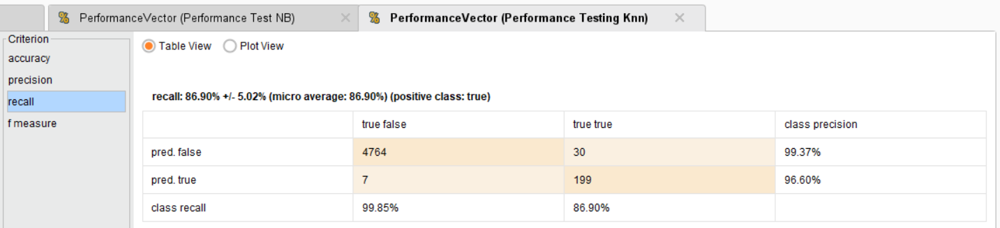 PerformanceVector (Performance Test NB) PerformanceVector (Performance Testing Knn)
Criterion
accuracy
precision
recall
f measure
Table View Plot View
recall: 86.90% +/- 5.02% (micro average: 86.90%) (positive class: true)
true false true true class precision
pred. false 4764 30 99.37%
pred. true 7 199 96.60%
class recall 99.85% 86.90%